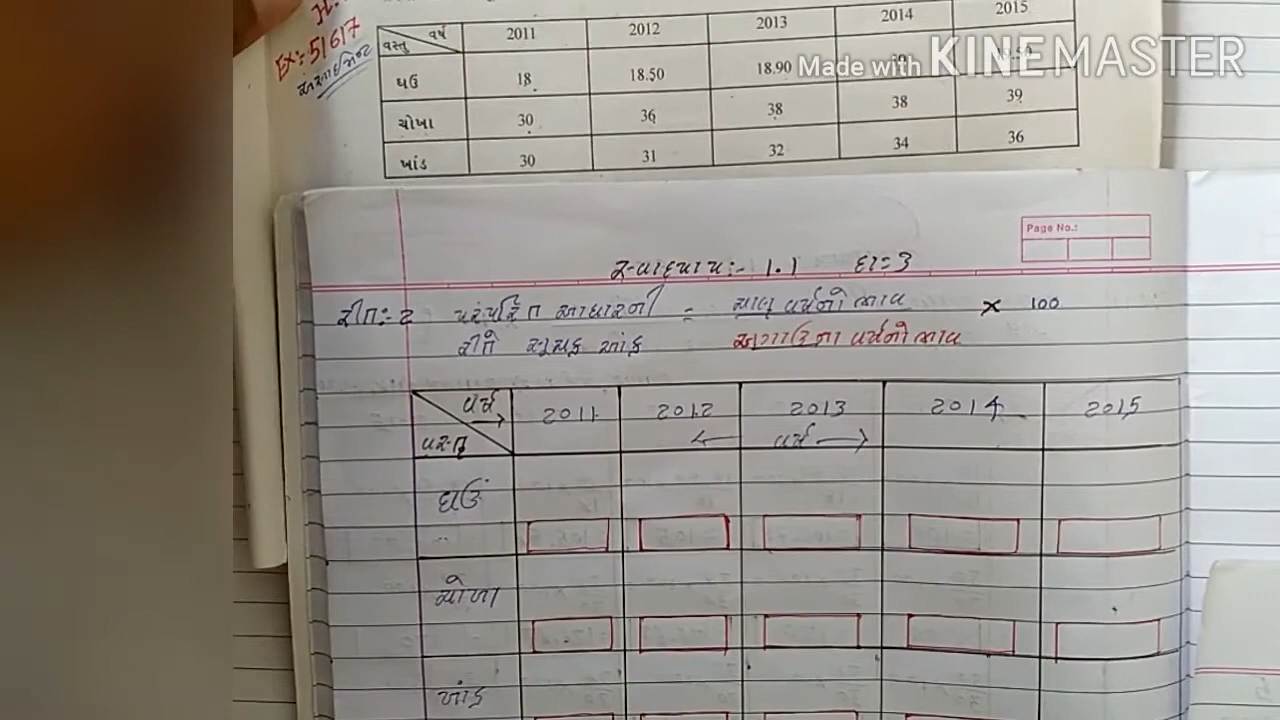 Ex:-51617
વસ્તુ વર્ષ 2011 2012 2013 2014 2015
ઘઉં 18 18.50 18.90
Made with KINEMASTER
ચોખા 30 36 38 38 39
ખાંડ 30 31 32 34 36
Page No.:
સ્વાધ્યાય:- 1.1 દા=3
રીત:-2 પરંપરિત આધારની = ચાલુ વર્ષનો ભાવ × 100
રીતે સૂચક આંક અગાઉના વર્ષનો ભાવ
વર્ષ 2011 2012 2013 2014 2015
વસ્તુ વર્ષ
ઘઉં
ચોખા
ખાંડ